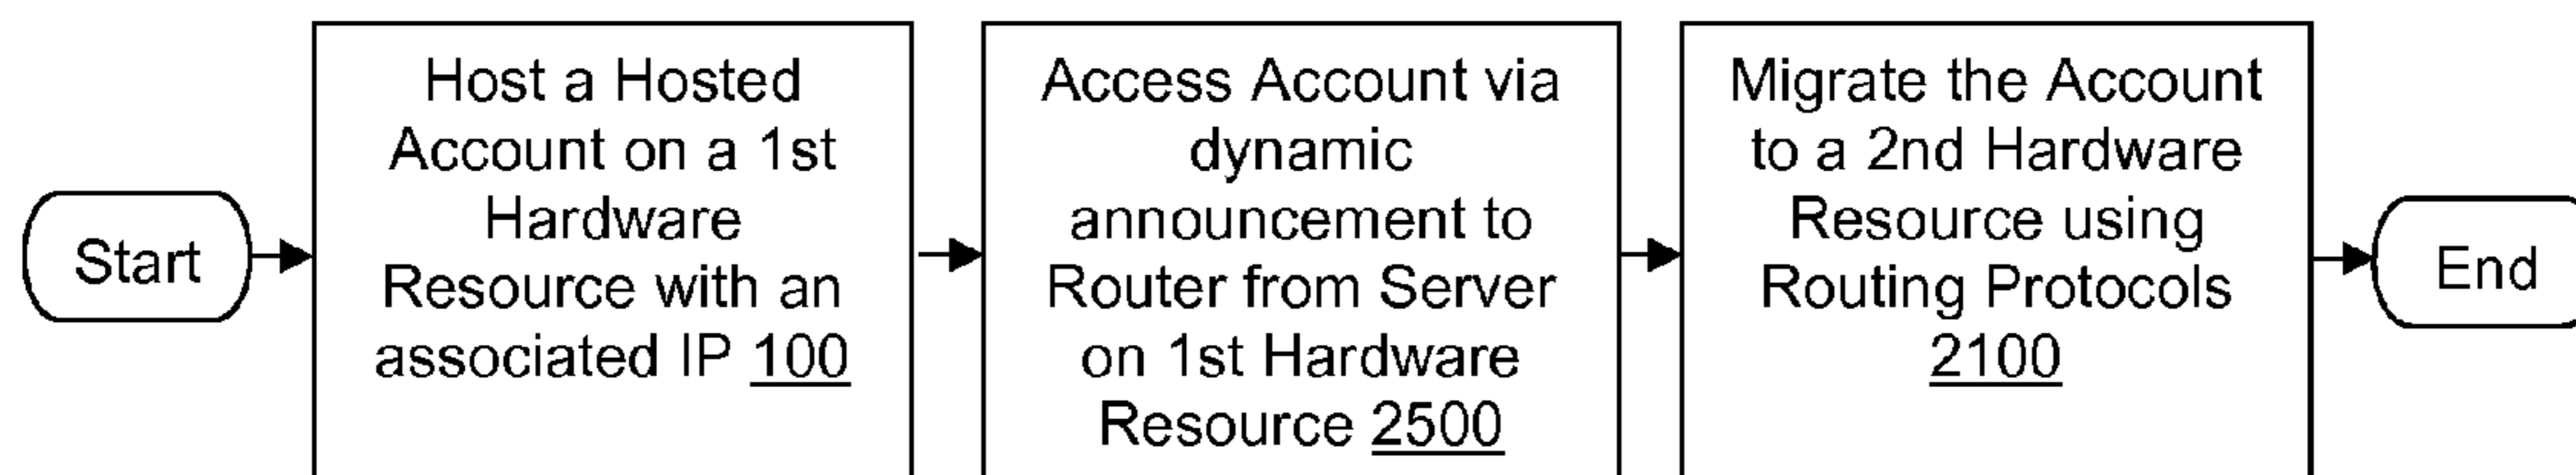 Start
Host a Hosted
Account on a 1st
Hardware
Resource with an
associated IP 100
Access Account via
dynamic
announcement to
Router from Server
on 1st Hardware
Resource 2500
Migrate the Account
to a 2nd Hardware
Resource using
Routing Protocols
2100
End